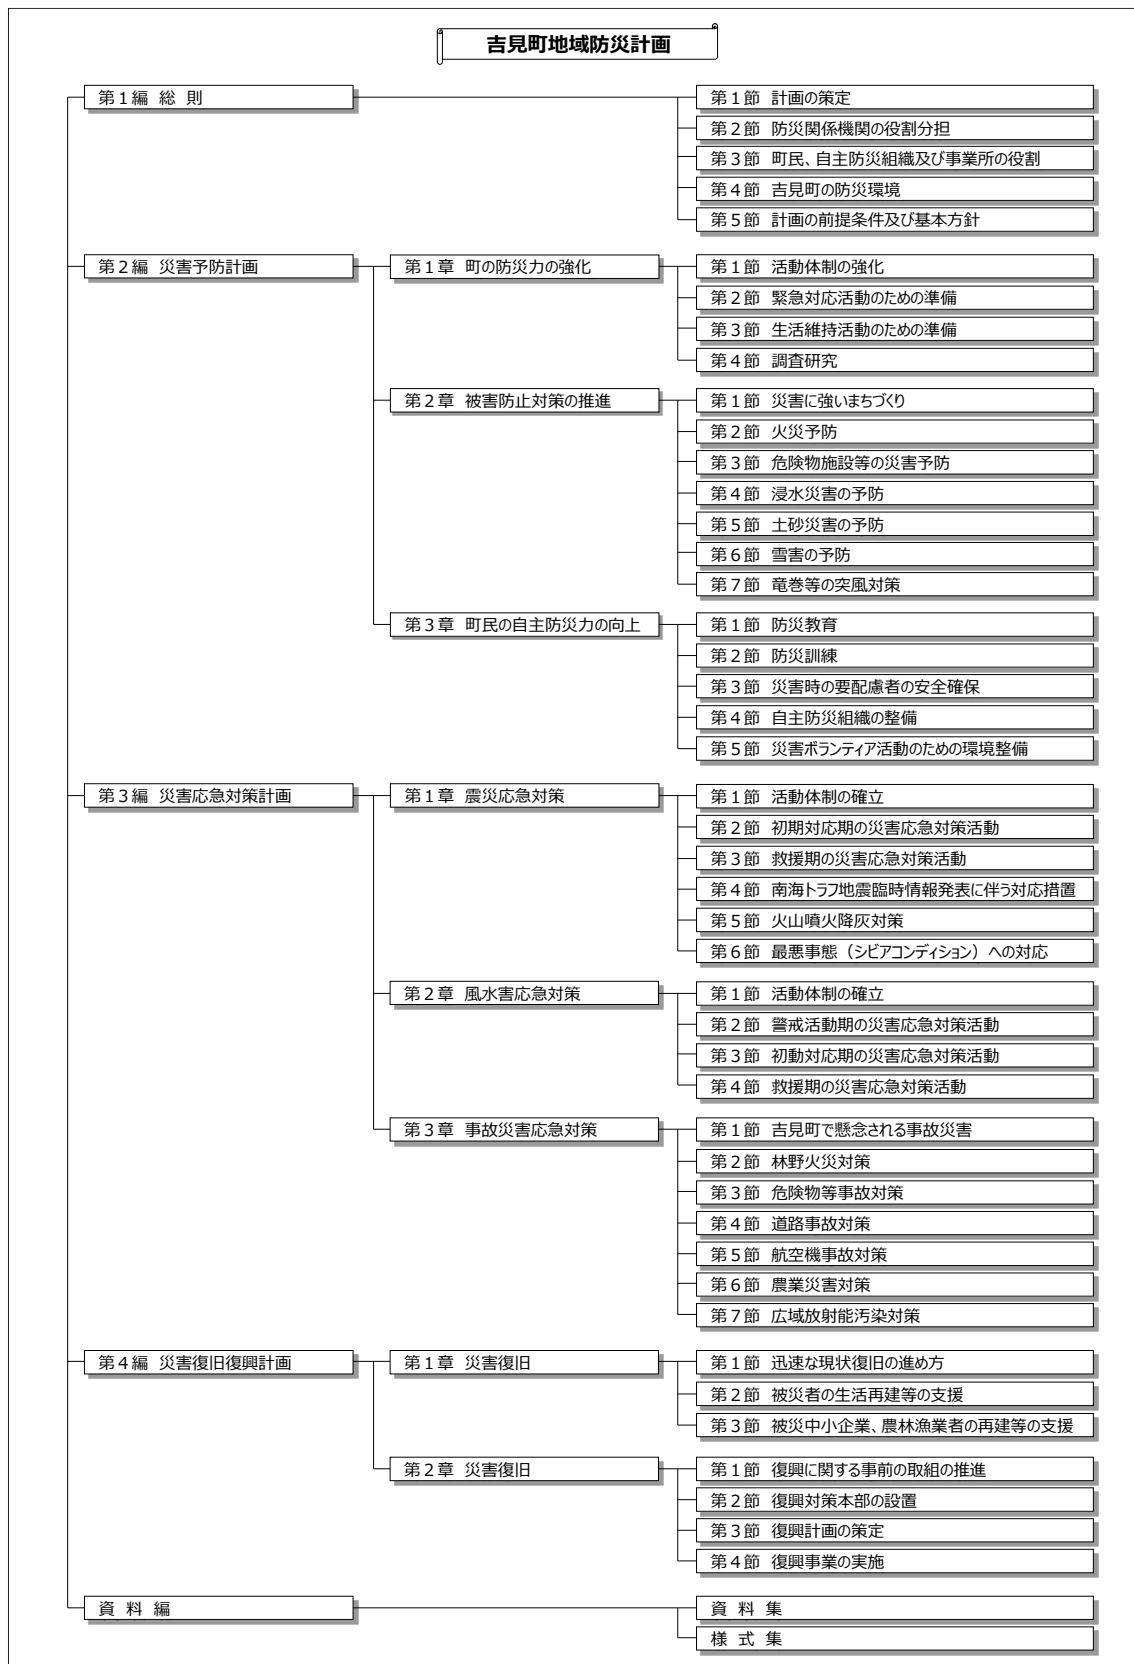 吉見町地域防災計画
第1編 総 則
第1節 計画の策定
第2節 防災関係機関の役割分担
第3節 町民、自主防災組織及び事業所の役割
第4節 吉見町の防災環境
第5節 計画の前提条件及び基本方針
第2編 災害予防計画
第1章 町の防災力の強化
第1節 活動体制の強化
第2節 緊急対応活動のための準備
第3節 生活維持活動のための準備
第4節 調査研究
第2章 被害防止対策の推進
第1節 災害に強いまちづくり
第2節 火災予防
第3節 危険物施設等の災害予防
第4節 浸水災害の予防
第5節 土砂災害の予防
第6節 雪害の予防
第7節 竜巻等の突風対策
第3章 町民の自主防災力の向上
第1節 防災教育
第2節 防災訓練
第3節 災害時の要配慮者の安全確保
第4節 自主防災組織の整備
第5節 災害ボランティア活動のための環境整備
第3編 災害応急対策計画
第1章 震災応急対策
第1節 活動体制の確立
第2節 初期対応期の災害応急対策活動
第3節 救援期の災害応急対策活動
第4節 南海トラフ地震臨時情報発表に伴う対応措置
第5節 火山噴火降灰対策
第6節 最悪事態(シビアコンディション)への対応
第2章 風水害応急対策
第1節 活動体制の確立
第2節 警戒活動期の災害応急対策活動
第3節 初動対応期の災害応急対策活動
第4節 救援期の災害応急対策活動
第3章 事故災害応急対策
第1節 吉見町で懸念される事故災害
第2節 林野火災対策
第3節 危険物等事故対策
第4節 道路事故対策
第5節 航空機事故対策
第6節 農業災害対策
第7節 広域放射能汚染対策
第4編 災害復旧復興計画
第1章 災害復旧
第1節 迅速な現状復旧の進め方
第2節 被災者の生活再建等の支援
第3節 被災中小企業、農林漁業者の再建等の支援
第2章 災害復旧
第1節 復興に関する事前の取組の推進
第2節 復興対策本部の設置
第3節 復興計画の策定
第4節 復興事業の実施
資 料 編
資 料 集
様 式 集